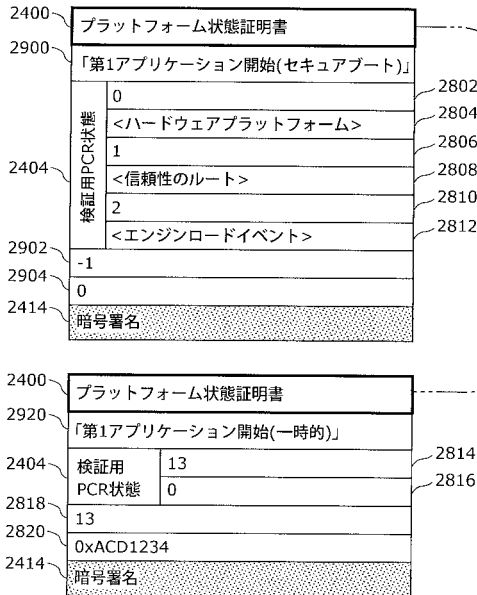 2400 プラットフォーム状態証明書
2900 「第1アプリケーション開始(セキュアブート)」
0 2802
<ハードウェアプラットフォーム> 2804
1 2806
2404 検証用PCR状態 <信頼性のルート> 2808
2 2810
<エンジンロードイベント> 2812
2902 -1
2904 0
2414 暗号署名
2400 プラットフォーム状態証明書
2920 「第1アプリケーション開始(一時的)」
2404 検証用 13 2814
PCR状態 0 2816
2818 13
2820 0xACD1234
2414 暗号署名